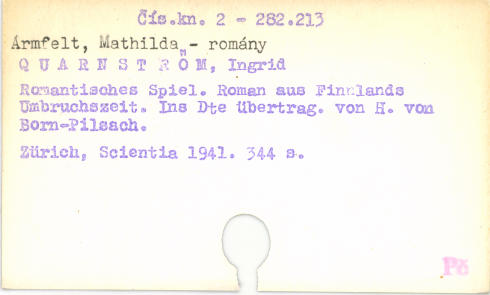 Čís.kn. 2 - 282.213
Armfelt, Mathilda - romány
Q U A R N S T R Ö M, Ingrid
Romantisches Spiel. Roman aus Finnlands
Umbruchszeit. Ins Dte übertrag. von H. von
Born-Pilsach.
Zürich, Scientia 1941. 344 s.
Pč